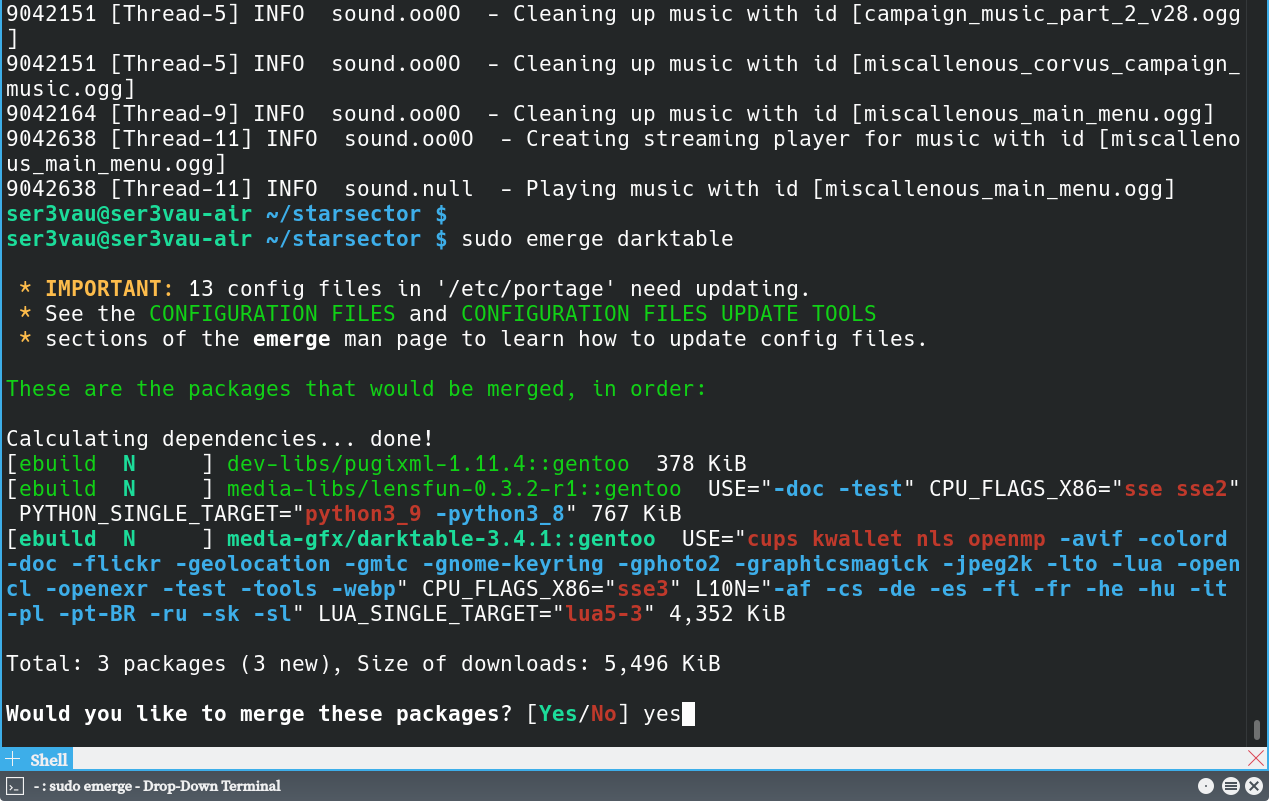 9042151 [Thread-5] INFO  sound.oo0O  - Cleaning up music with id [campaign_music_part_2_v28.ogg
]
9042151 [Thread-5] INFO  sound.oo0O  - Cleaning up music with id [miscallenous_corvus_campaign_
music.ogg]
9042164 [Thread-9] INFO  sound.oo0O  - Cleaning up music with id [miscallenous_main_menu.ogg]
9042638 [Thread-11] INFO  sound.oo0O  - Creating streaming player for music with id [miscalleno
us_main_menu.ogg]
9042638 [Thread-11] INFO  sound.null  - Playing music with id [miscallenous_main_menu.ogg]
ser3vau@ser3vau-air ~/starsector $
ser3vau@ser3vau-air ~/starsector $ sudo emerge darktable
* IMPORTANT: 13 config files in '/etc/portage' need updating.
* See the CONFIGURATION FILES and CONFIGURATION FILES UPDATE TOOLS
* sections of the emerge man page to learn how to update config files.
These are the packages that would be merged, in order:
Calculating dependencies... done!
[ebuild  N     ] dev-libs/pugixml-1.11.4::gentoo  378 KiB
[ebuild  N     ] media-libs/lensfun-0.3.2-r1::gentoo  USE="-doc -test" CPU_FLAGS_X86="sse sse2"
PYTHON_SINGLE_TARGET="python3_9 -python3_8" 767 KiB
[ebuild  N     ] media-gfx/darktable-3.4.1::gentoo  USE="cups kwallet nls openmp -avif -colord
-doc -flickr -geolocation -gmic -gnome-keyring -gphoto2 -graphicsmagick -jpeg2k -lto -lua -open
cl -openexr -test -tools -webp" CPU_FLAGS_X86="sse3" L10N="-af -cs -de -es -fi -fr -he -hu -it
-pl -pt-BR -ru -sk -sl" LUA_SINGLE_TARGET="lua5-3" 4,352 KiB
Total: 3 packages (3 new), Size of downloads: 5,496 KiB
Would you like to merge these packages? [Yes/No] yes
Shell
- : sudo emerge - Drop-Down Terminal